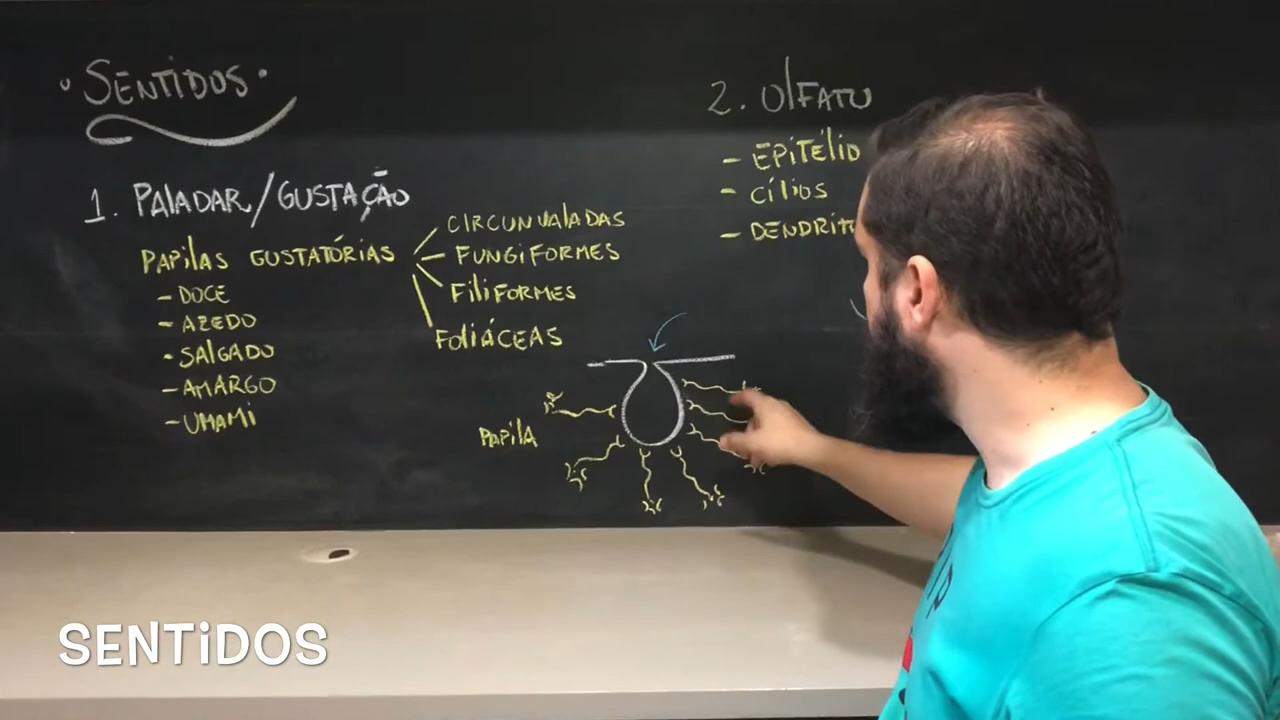 · SENTIDOS ·
1. PALADAR/GUSTAÇÃO
PAPILAS GUSTATÓRIAS
- DOCE
- AZEDO
- SALGADO
- AMARGO
- UMAMI
CIRCUNVALADAS
FUNGIFORMES
FILIFORMES
FOLIÁCEAS
PAPILA
2. OLFATO
- EPITÉLIO
- CÍLIOS
- DENDRIT
SENTIDOS